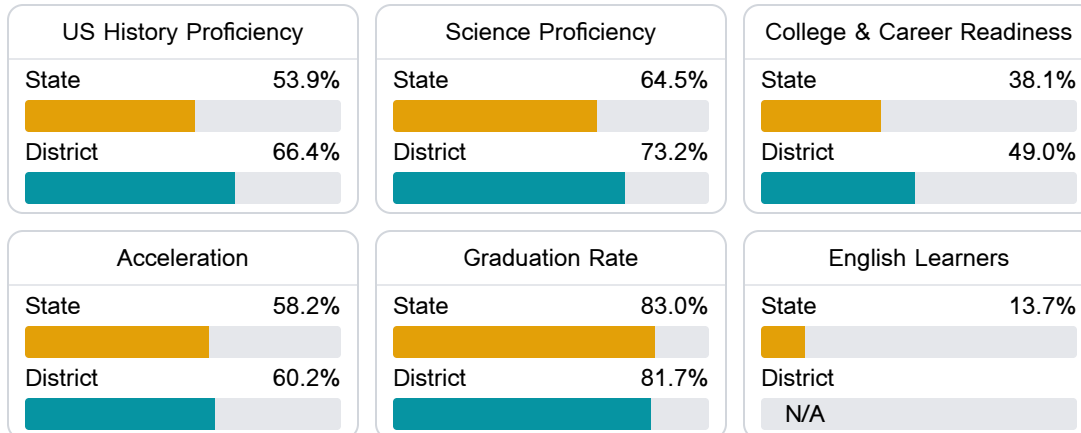 US History Proficiency
State 53.9%
District 66.4%
Science Proficiency
State 64.5%
District 73.2%
College & Career Readiness
State 38.1%
District 49.0%
Acceleration
State 58.2%
District 60.2%
Graduation Rate
State 83.0%
District 81.7%
English Learners
State 13.7%
District
N/A